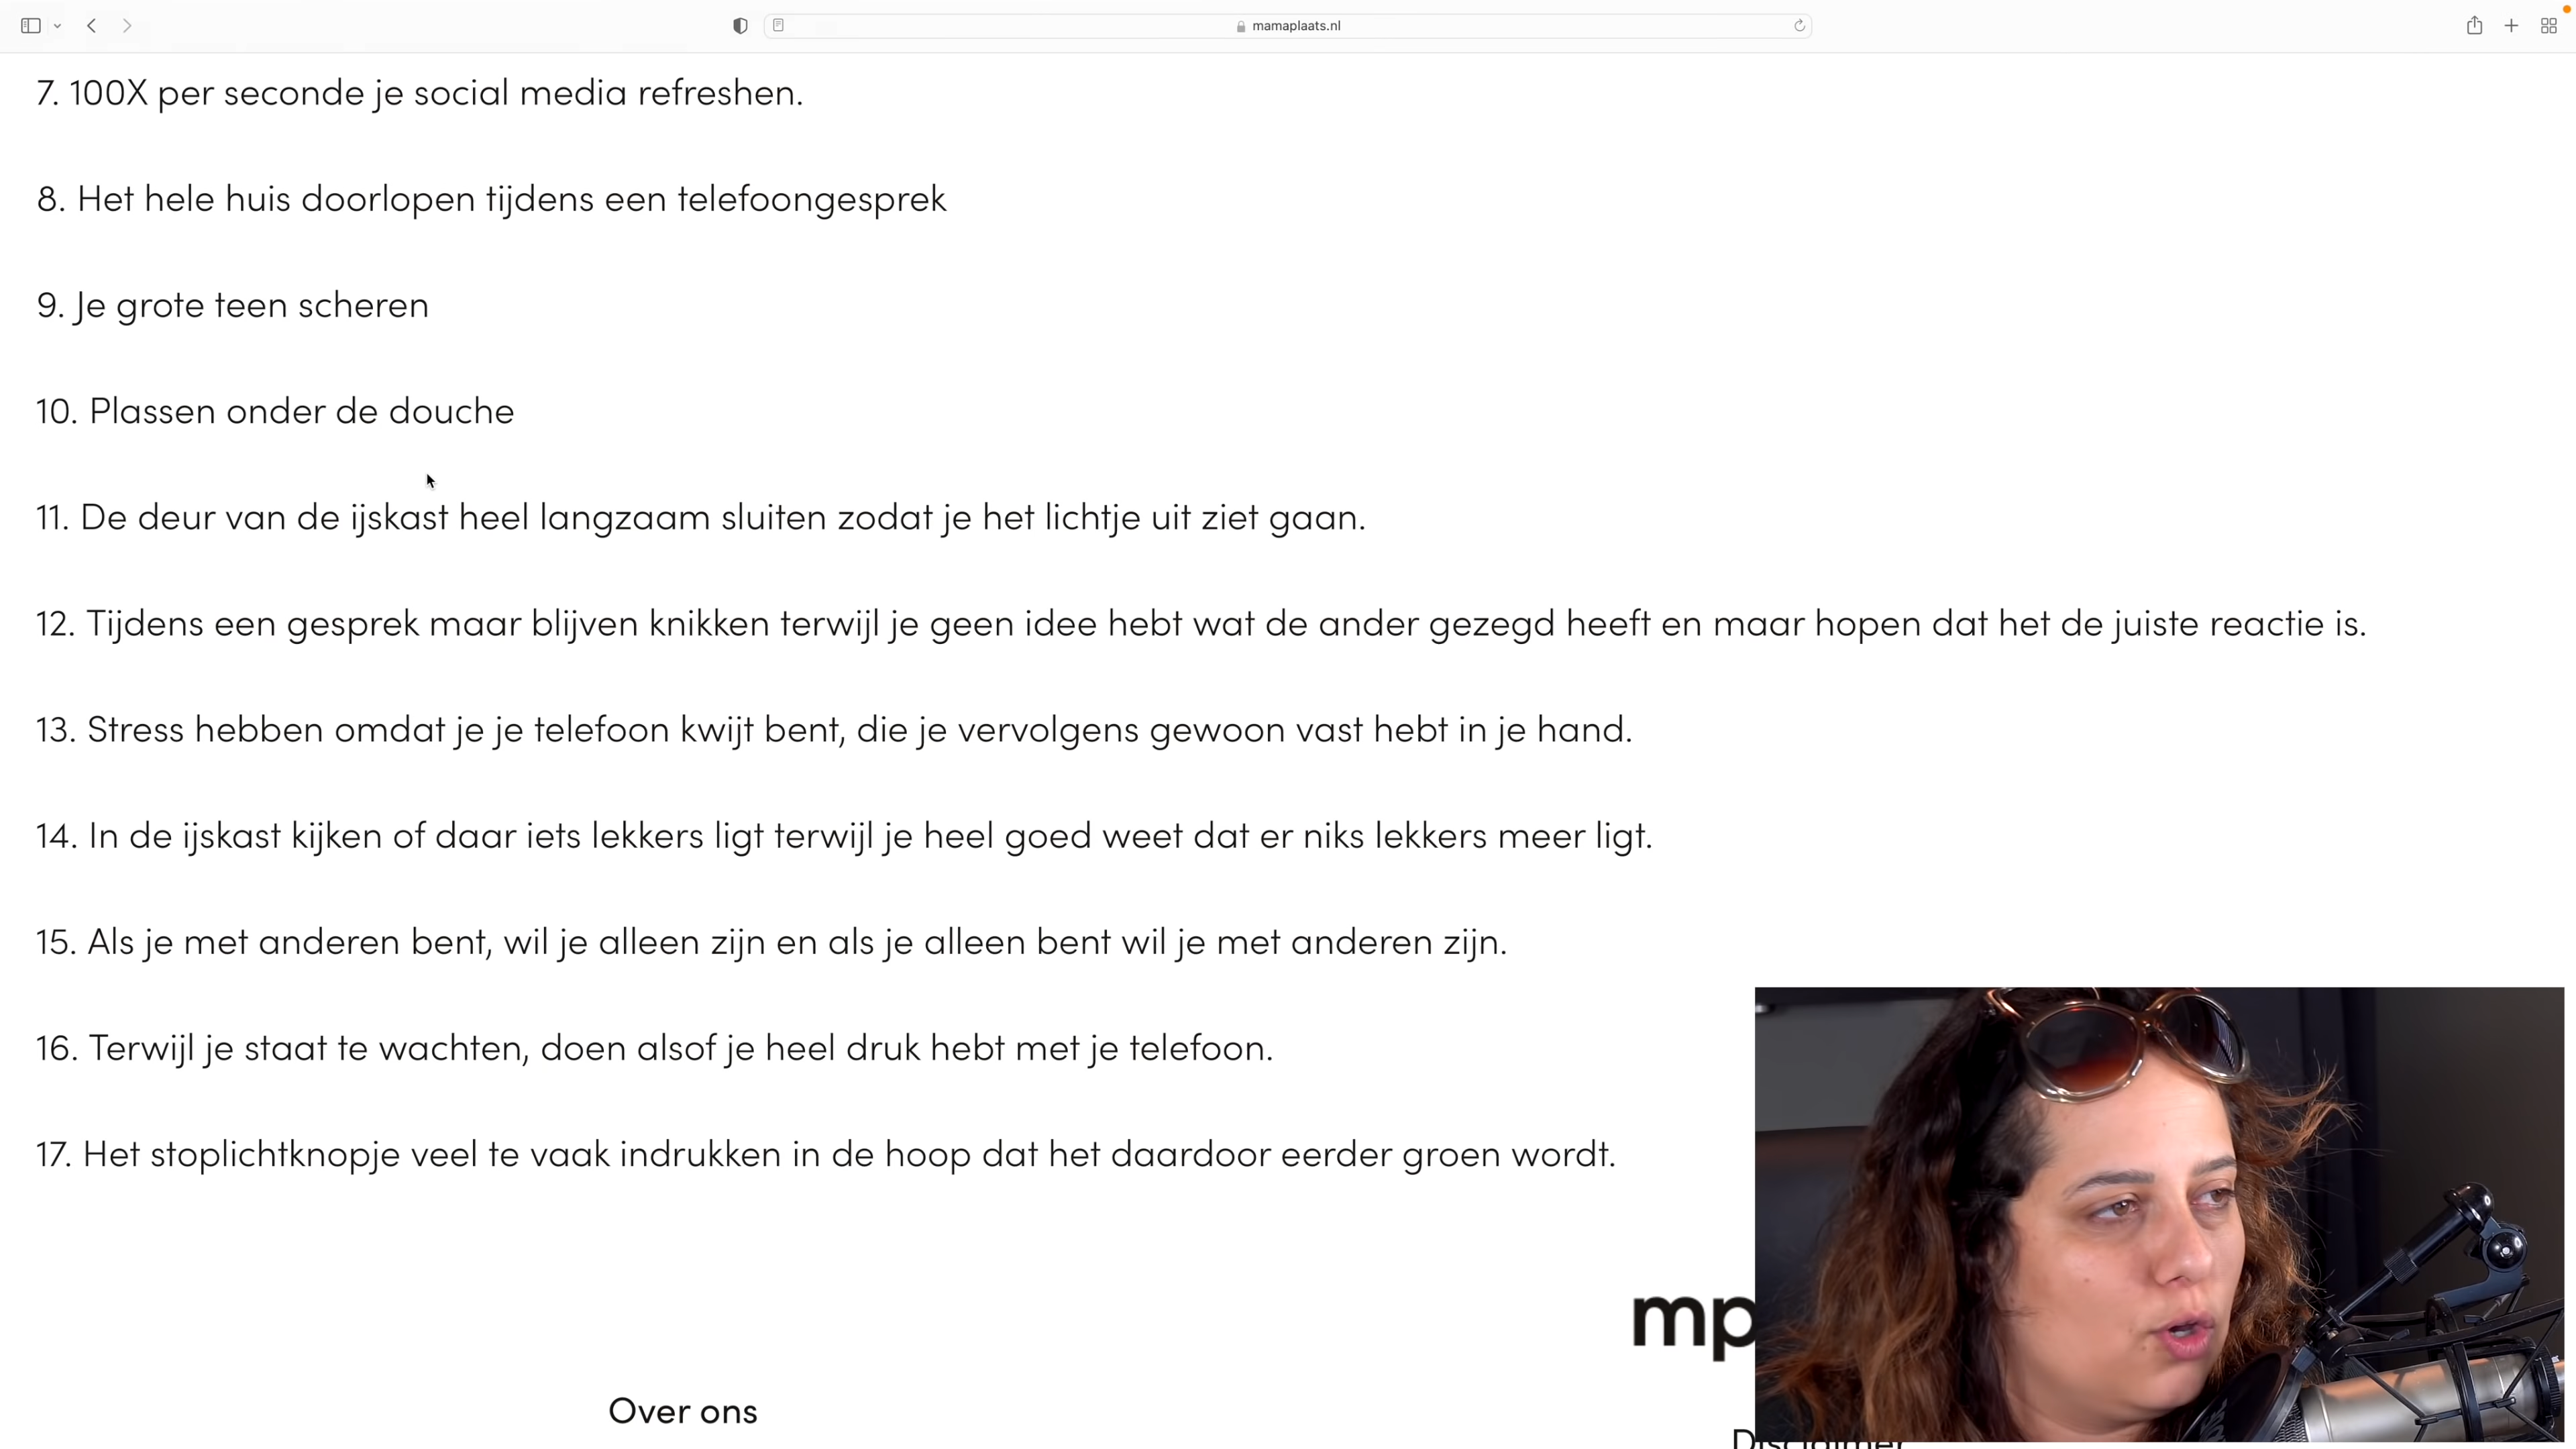 mamaplaats.nl
7. 100X per seconde je social media refreshen.
8. Het hele huis doorlopen tijdens een telefoongesprek
9. Je grote teen scheren
10. Plassen onder de douche
11. De deur van de ijskast heel langzaam sluiten zodat je het lichtje uit ziet gaan.
12. Tijdens een gesprek maar blijven knikken terwijl je geen idee hebt wat de ander gezegd heeft en maar hopen dat het de juiste reactie is.
13. Stress hebben omdat je je telefoon kwijt bent, die je vervolgens gewoon vast hebt in je hand.
14. In de ijskast kijken of daar iets lekkers ligt terwijl je heel goed weet dat er niks lekkers meer ligt.
15. Als je met anderen bent, wil je alleen zijn en als je alleen bent wil je met anderen zijn.
16. Terwijl je staat te wachten, doen alsof je heel druk hebt met je telefoon.
17. Het stoplichtknopje veel te vaak indrukken in de hoop dat het daardoor eerder groen wordt.
mp
Over ons
Disclaimer